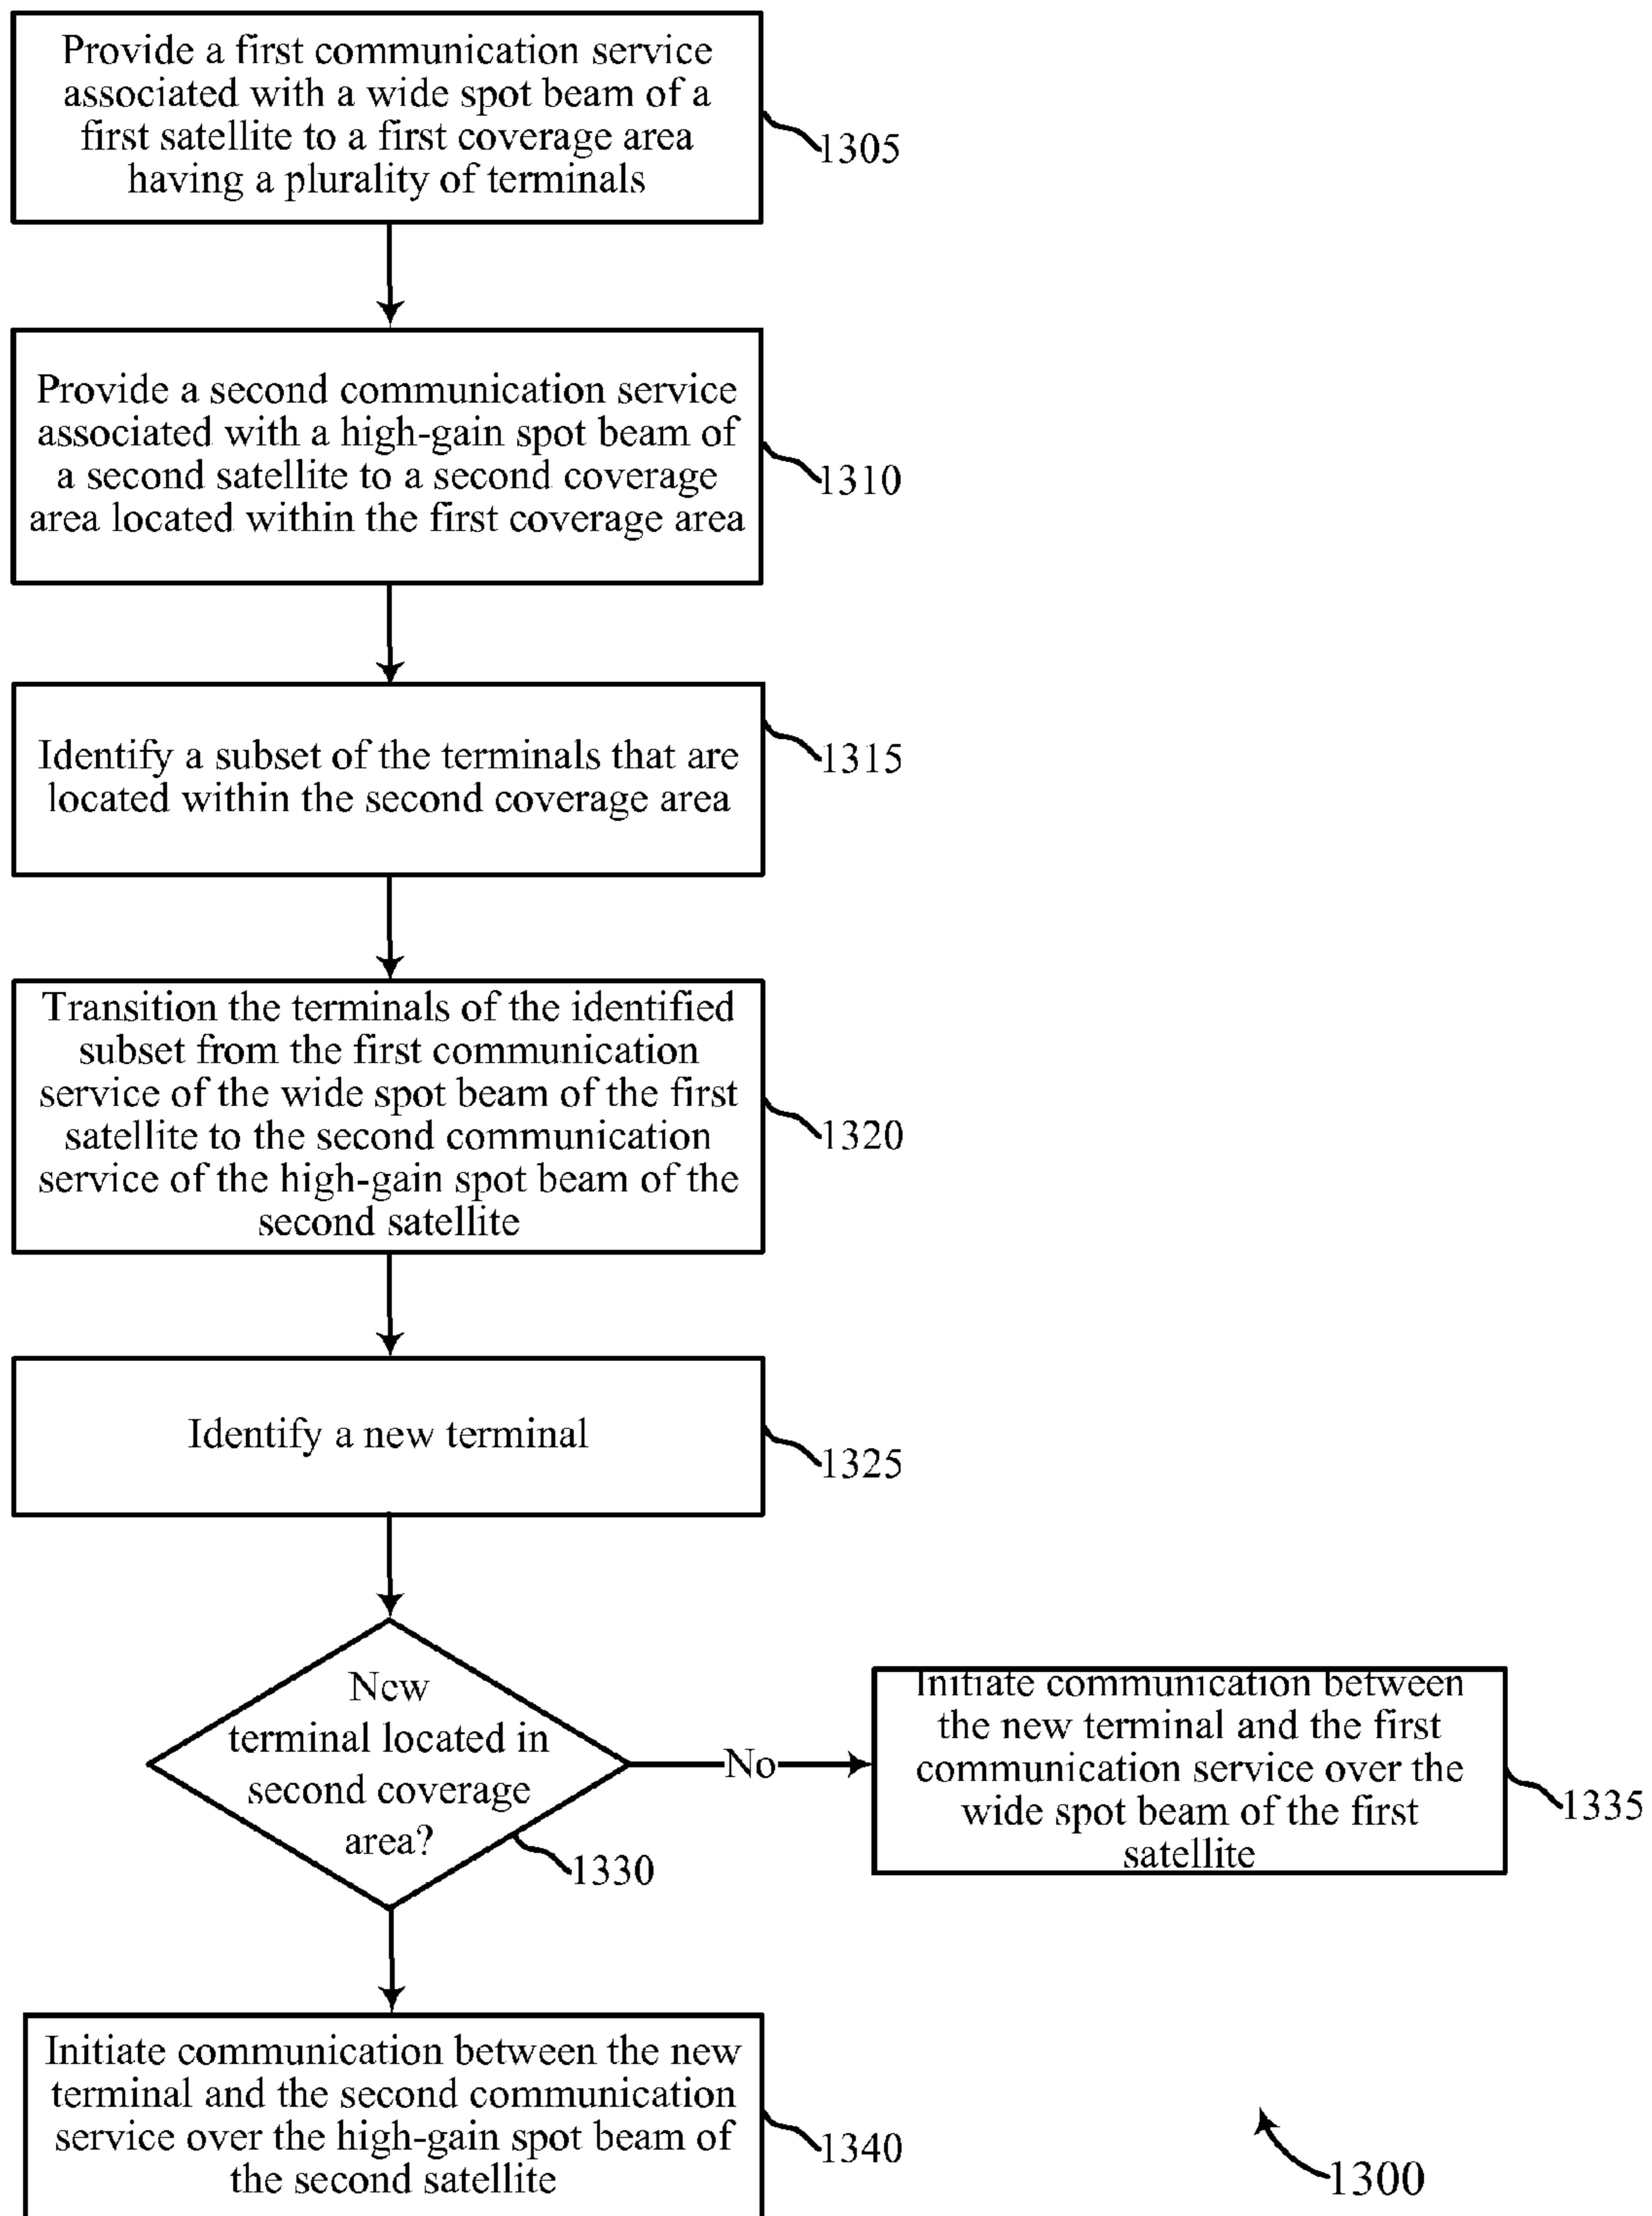 Provide a first communication service
associated with a wide spot beam of a
first satellite to a first coverage area
having a plurality of terminals
1305
Provide a second communication service
associated with a high-gain spot beam of
a second satellite to a second coverage
area located within the first coverage area
1310
Identify a subset of the terminals that are
located within the second coverage area
1315
Transition the terminals of the identified
subset from the first communication
service of the wide spot beam of the first
satellite to the second communication
service of the high-gain spot beam of the
second satellite
1320
Identify a new terminal
1325
New
terminal located in
second coverage
area?
1330
No
Initiate communication between
the new terminal and the first
communication service over the
wide spot beam of the first
satellite
1335
Initiate communication between the new
terminal and the second communication
service over the high-gain spot beam of
the second satellite
1340
1300